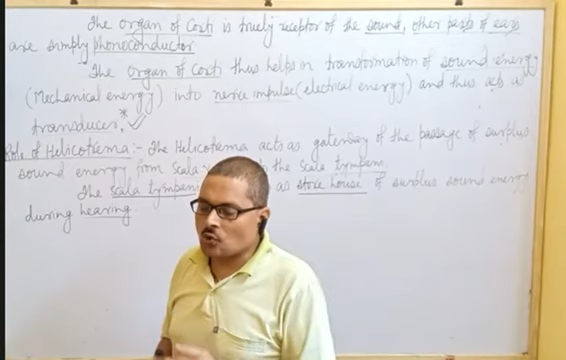 The organ of Corti is truely receptor of the sound, other parts of ears
are simply phonoconductor
The organ of Corti thus helps in transformation of sound energy
(Mechanical energy) into nerve impulse (electrical energy) and thus acts as
transducer.*
Role of Helicotrema:- The Helicotrema acts as gateway of the passage of surplus
sound energy from Scala the Scala tympani.
The scala tympani as store house of surplus sound energy
during hearing